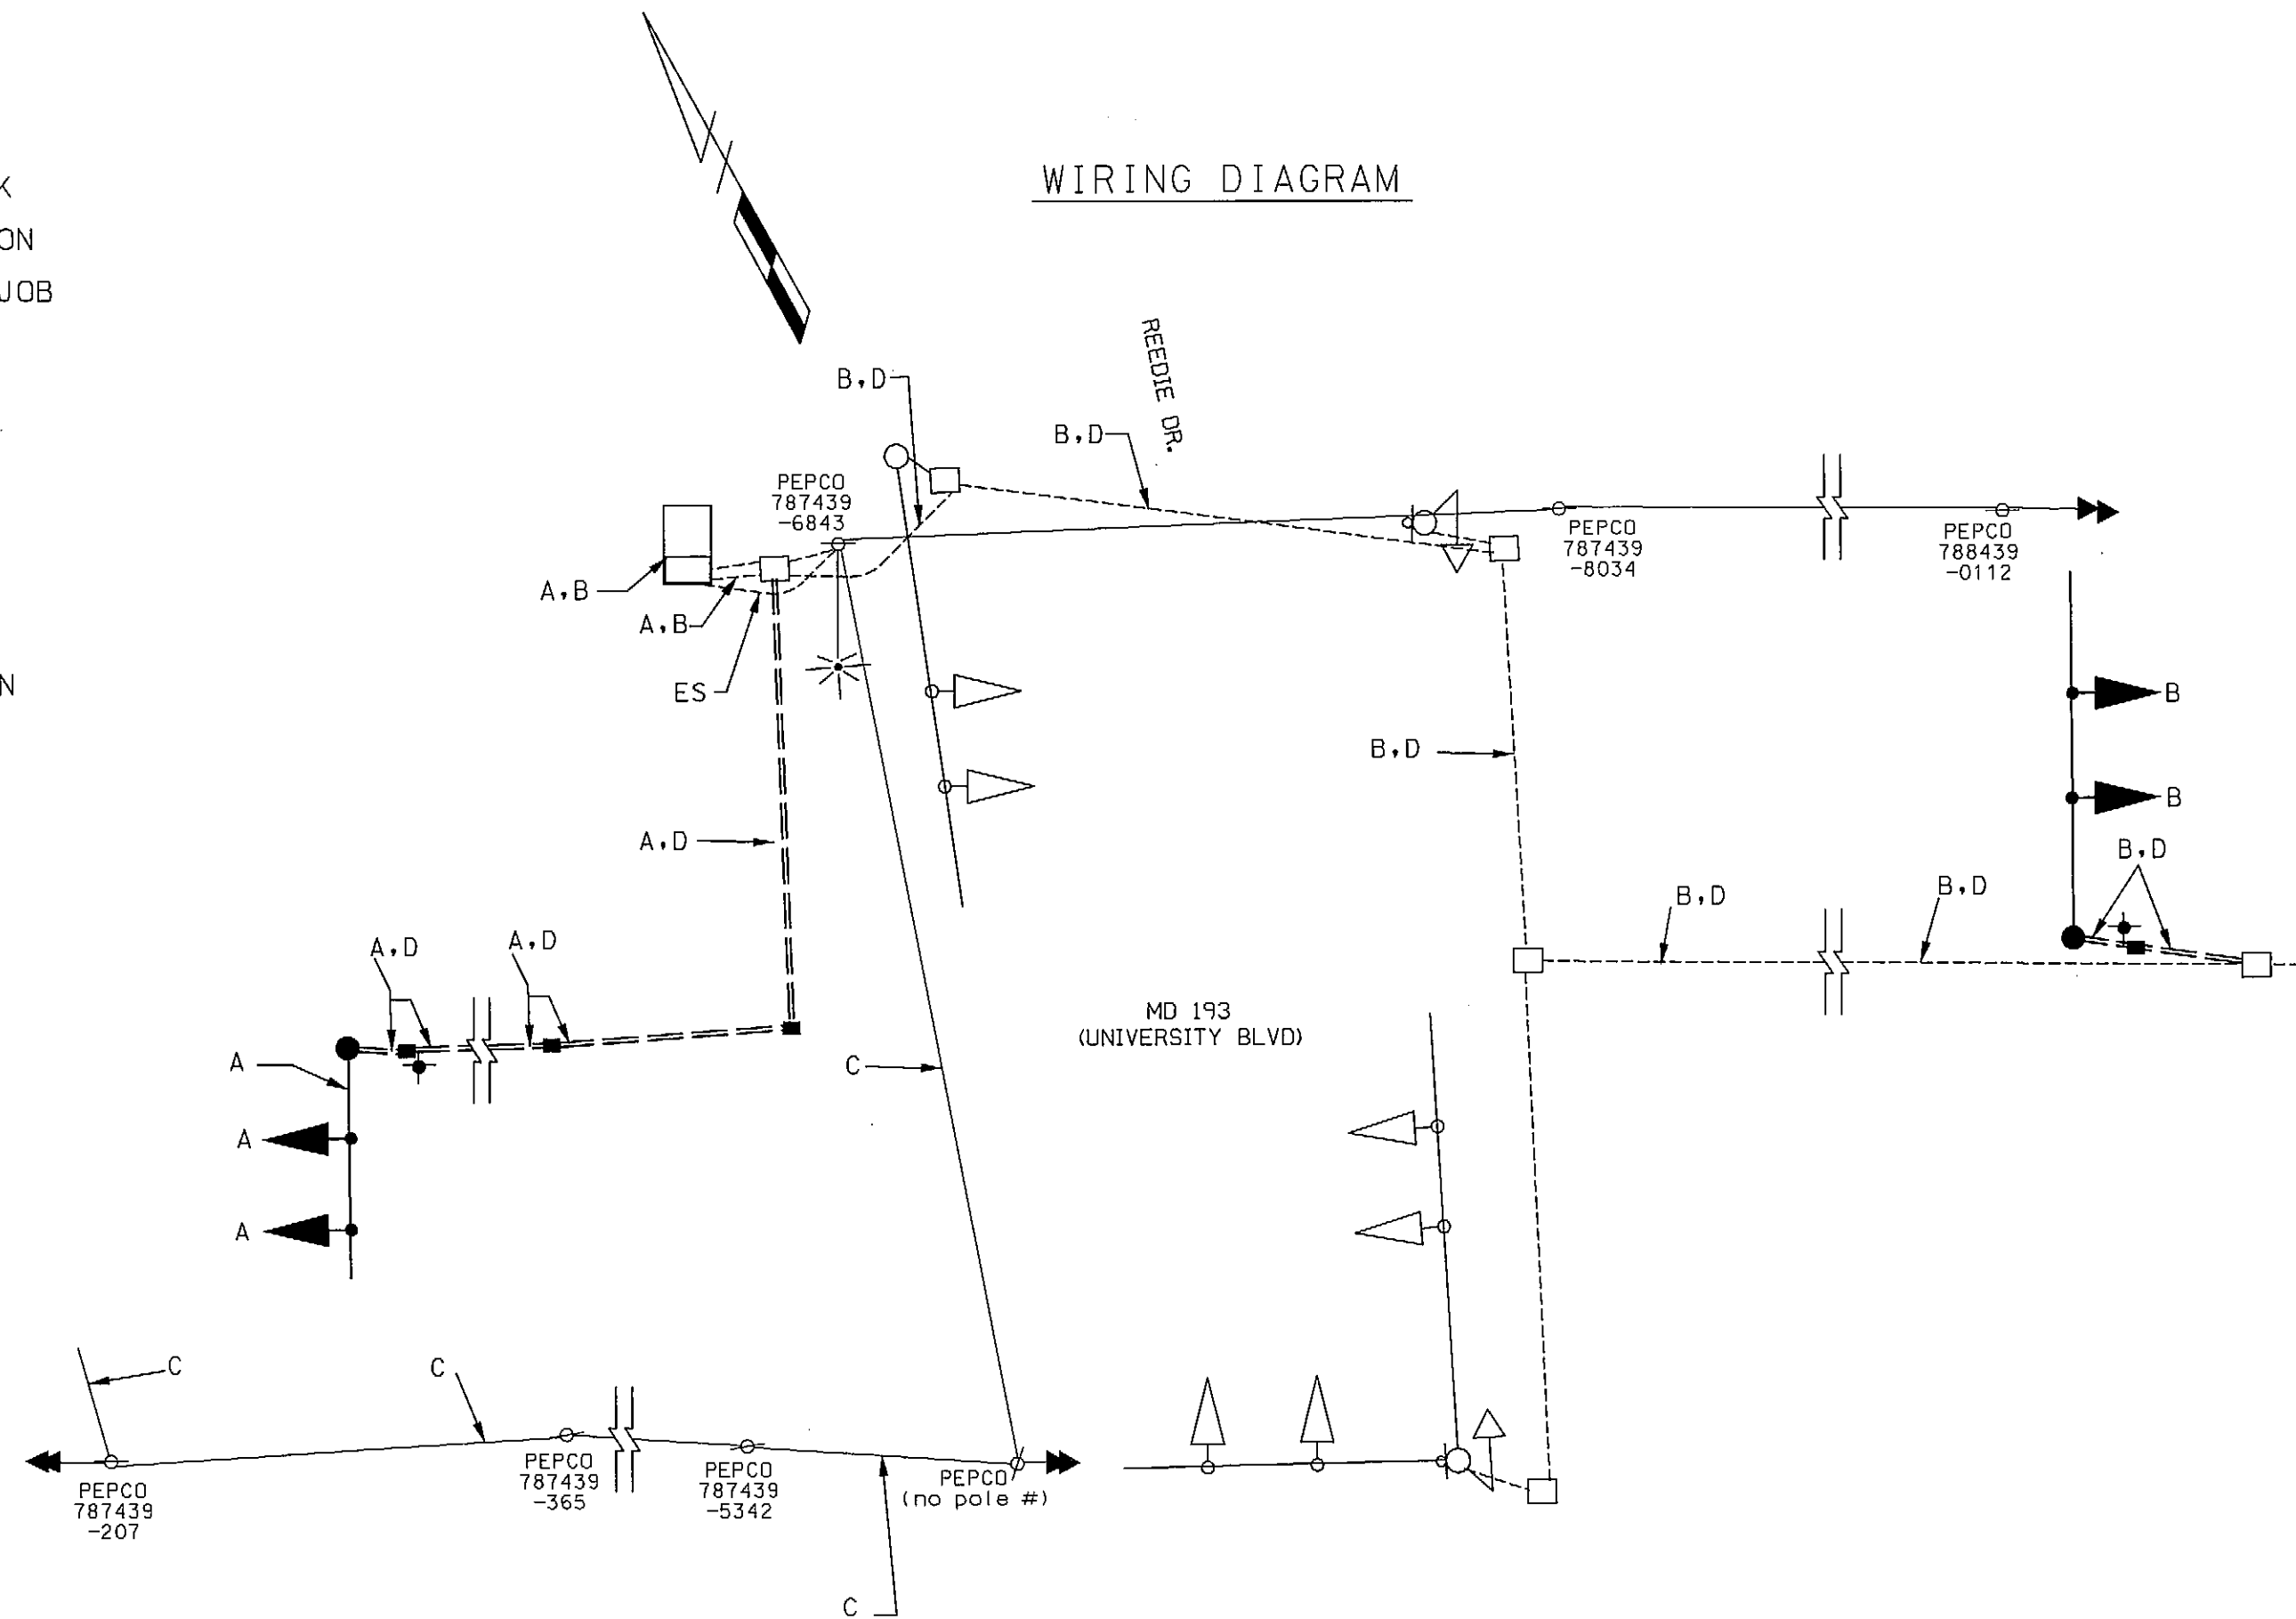 WIRING DIAGRAM
K
ON
JOB
N
REEDIE DR.
B,D
B,D
PEPCO
787439
-6843
PEPCO
787439
-8034
PEPCO
788439
-0112
A,B
A,B
ES
B
B,D
B
A,D
B,D
B,D
B,D
A,D
A,D
MD 193
(UNIVERSITY BLVD)
A
C
A
A
C
C
PEPCO
787439
-207
PEPCO
787439
-365
PEPCO
787439
-5342
PEPCO
(no pole #)
C